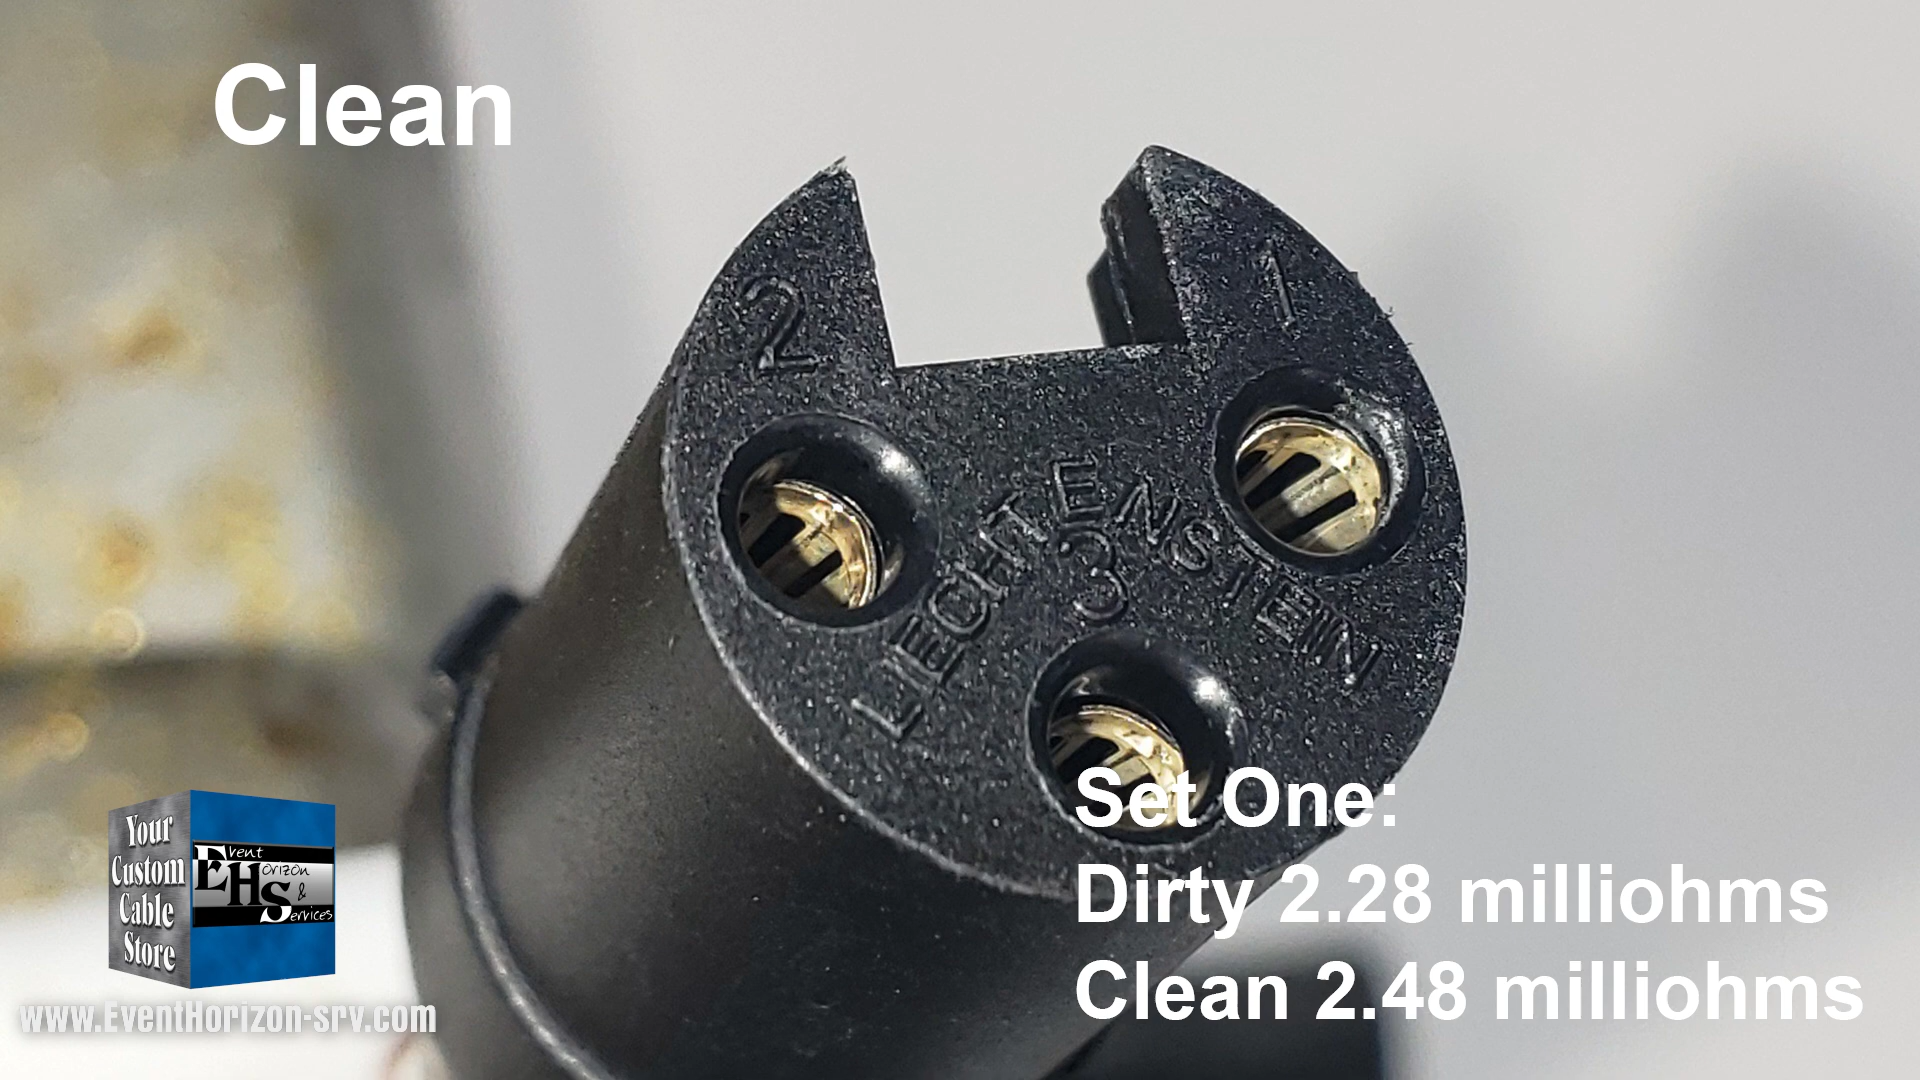 Clean
2
1
LIECHTENSTEIN
3
Set One:
Dirty 2.28 milliohms
Clean 2.48 milliohms
Your
Custom
Cable
Store
Event
Horizon
&
Services
EHS
www.EventHorizon-srv.com